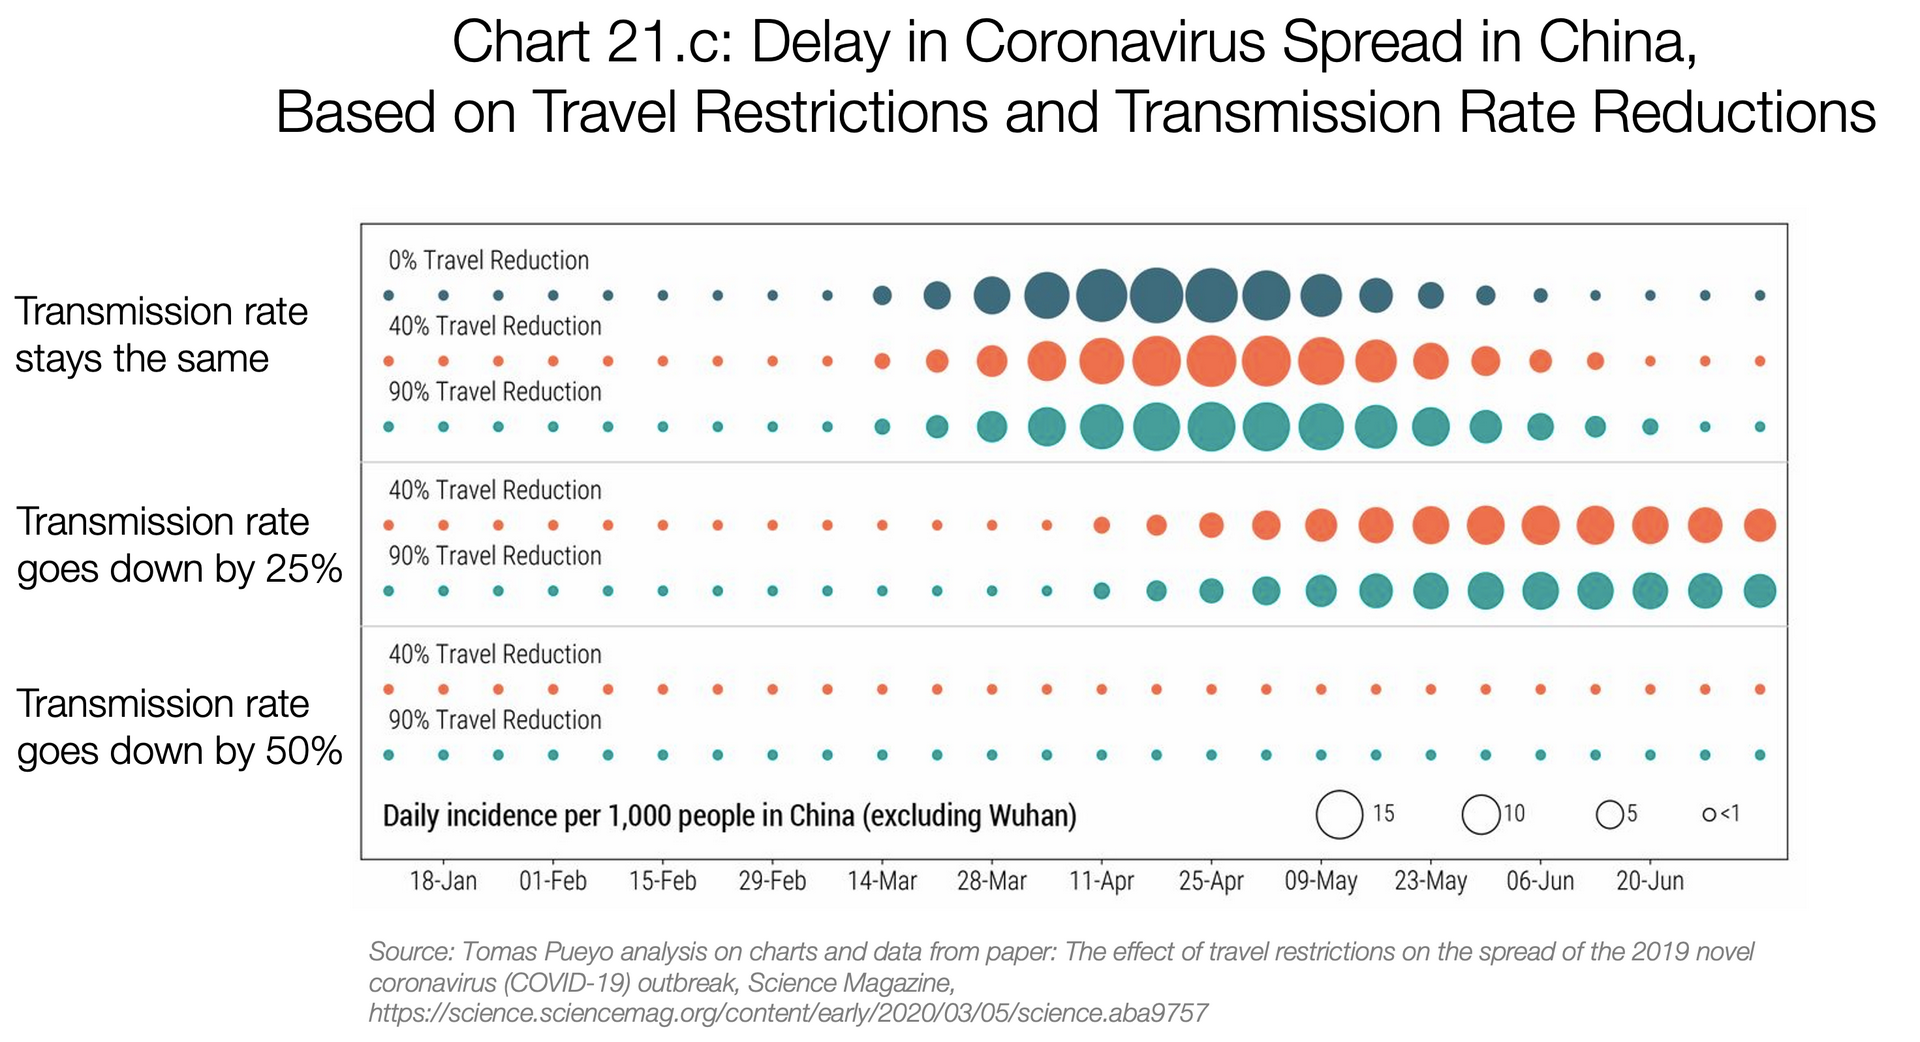 Chart 21.c: Delay in Coronavirus Spread in China,
Based on Travel Restrictions and Transmission Rate Reductions
Transmission rate
stays the same
0% Travel Reduction
40% Travel Reduction
90% Travel Reduction
Transmission rate
goes down by 25%
40% Travel Reduction
90% Travel Reduction
Transmission rate
goes down by 50%
40% Travel Reduction
90% Travel Reduction
Daily incidence per 1,000 people in China (excluding Wuhan) 15 10 5 <1
18-Jan 01-Feb 15-Feb 29-Feb 14-Mar 28-Mar 11-Apr 25-Apr 09-May 23-May 06-Jun 20-Jun
Source: Tomas Pueyo analysis on charts and data from paper: The effect of travel restrictions on the spread of the 2019 novel
coronavirus (COVID-19) outbreak, Science Magazine,
https://science.sciencemag.org/content/early/2020/03/05/science.aba9757